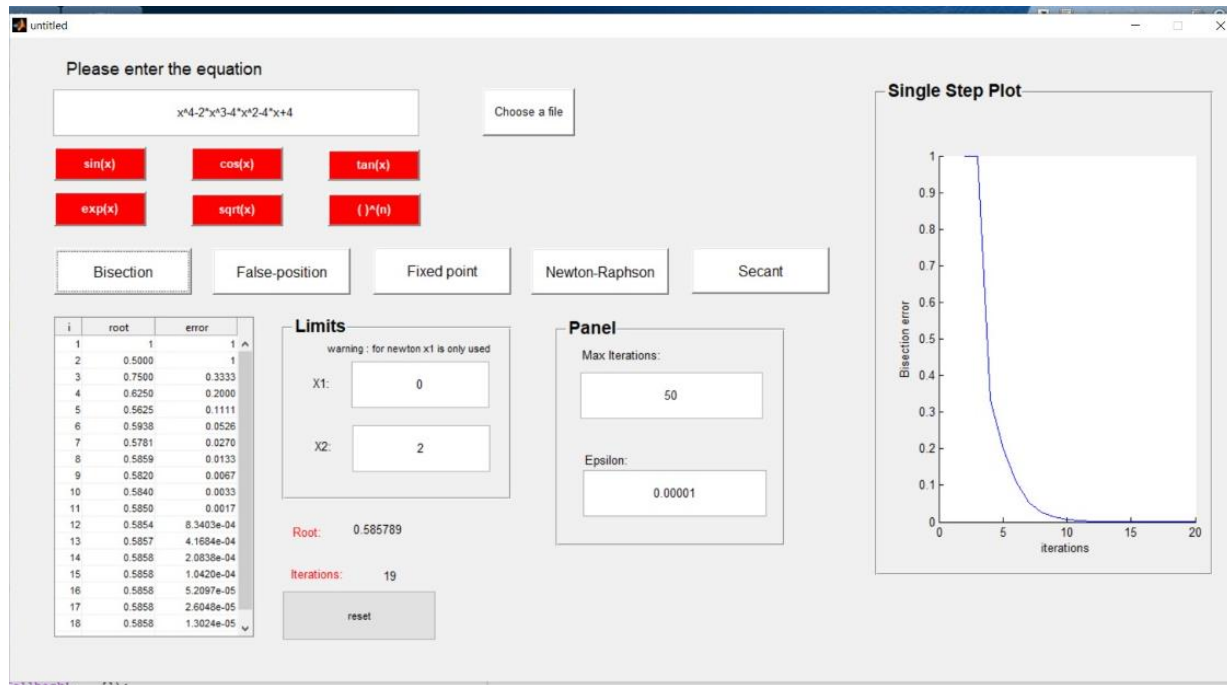 untitled
Please enter the equation
x^4-2*x^3-4*x^2-4*x+4
Choose a file
sin(x) cos(x) tan(x)
exp(x) sqrt(x) ( )^(n)
Bisection False-position Fixed point Newton-Raphson Secant
i root error
1 1 1
2 0.5000 1
3 0.7500 0.3333
4 0.6250 0.2000
5 0.5625 0.1111
6 0.5938 0.0526
7 0.5781 0.0270
8 0.5859 0.0133
9 0.5820 0.0067
10 0.5840 0.0033
11 0.5850 0.0017
12 0.5854 8.3403e-04
13 0.5857 4.1684e-04
14 0.5858 2.0838e-04
15 0.5858 1.0420e-04
16 0.5858 5.2097e-05
17 0.5858 2.6048e-05
18 0.5858 1.3024e-05
Limits
warning : for newton x1 is only used
X1: 0
X2: 2
Root: 0.585789
Iterations: 19
reset
Panel
Max Iterations:
50
Epsilon:
0.00001
Single Step Plot
Bisection error
1
0.9
0.8
0.7
0.6
0.5
0.4
0.3
0.2
0.1
0
0 5 10 15 20
iterations